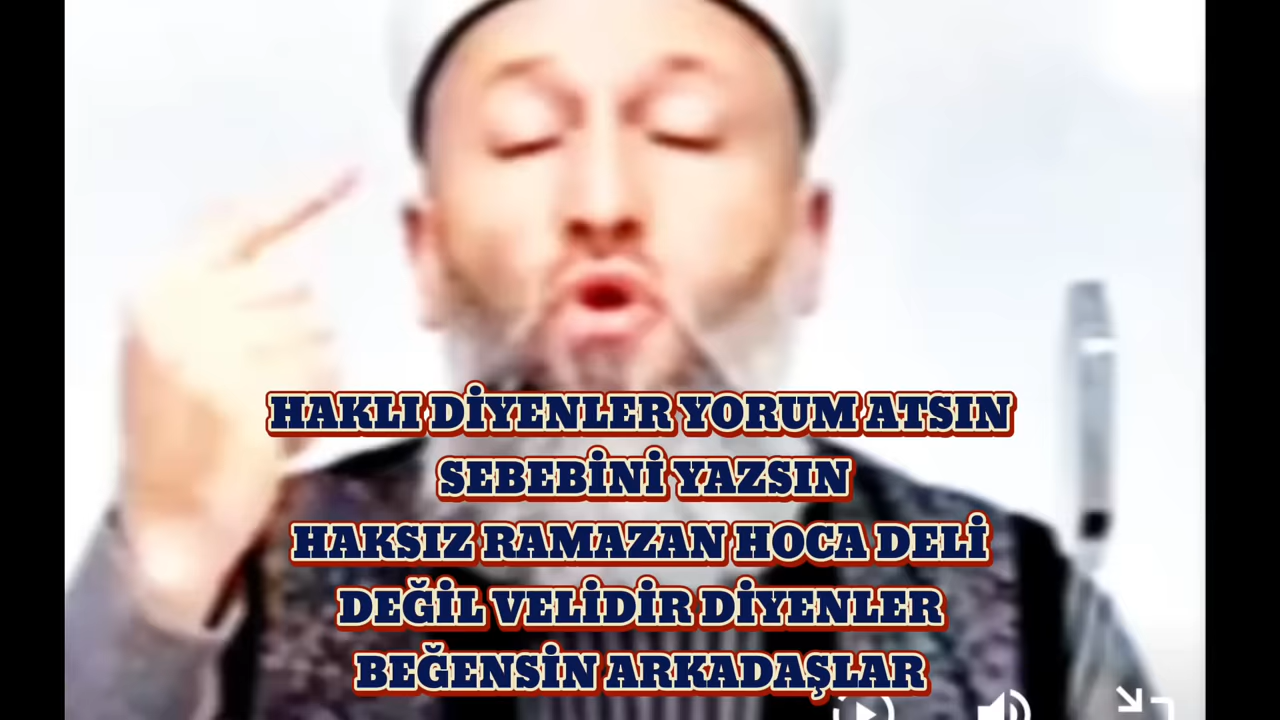 HAKLI DİYENLER YORUM ATSIN
SEBEBİNİ YAZSIN
HAKSIZ RAMAZAN HOCA DELİ
DEĞİL VELİDİR DİYENLER
BEĞENSİN ARKADAŞLAR